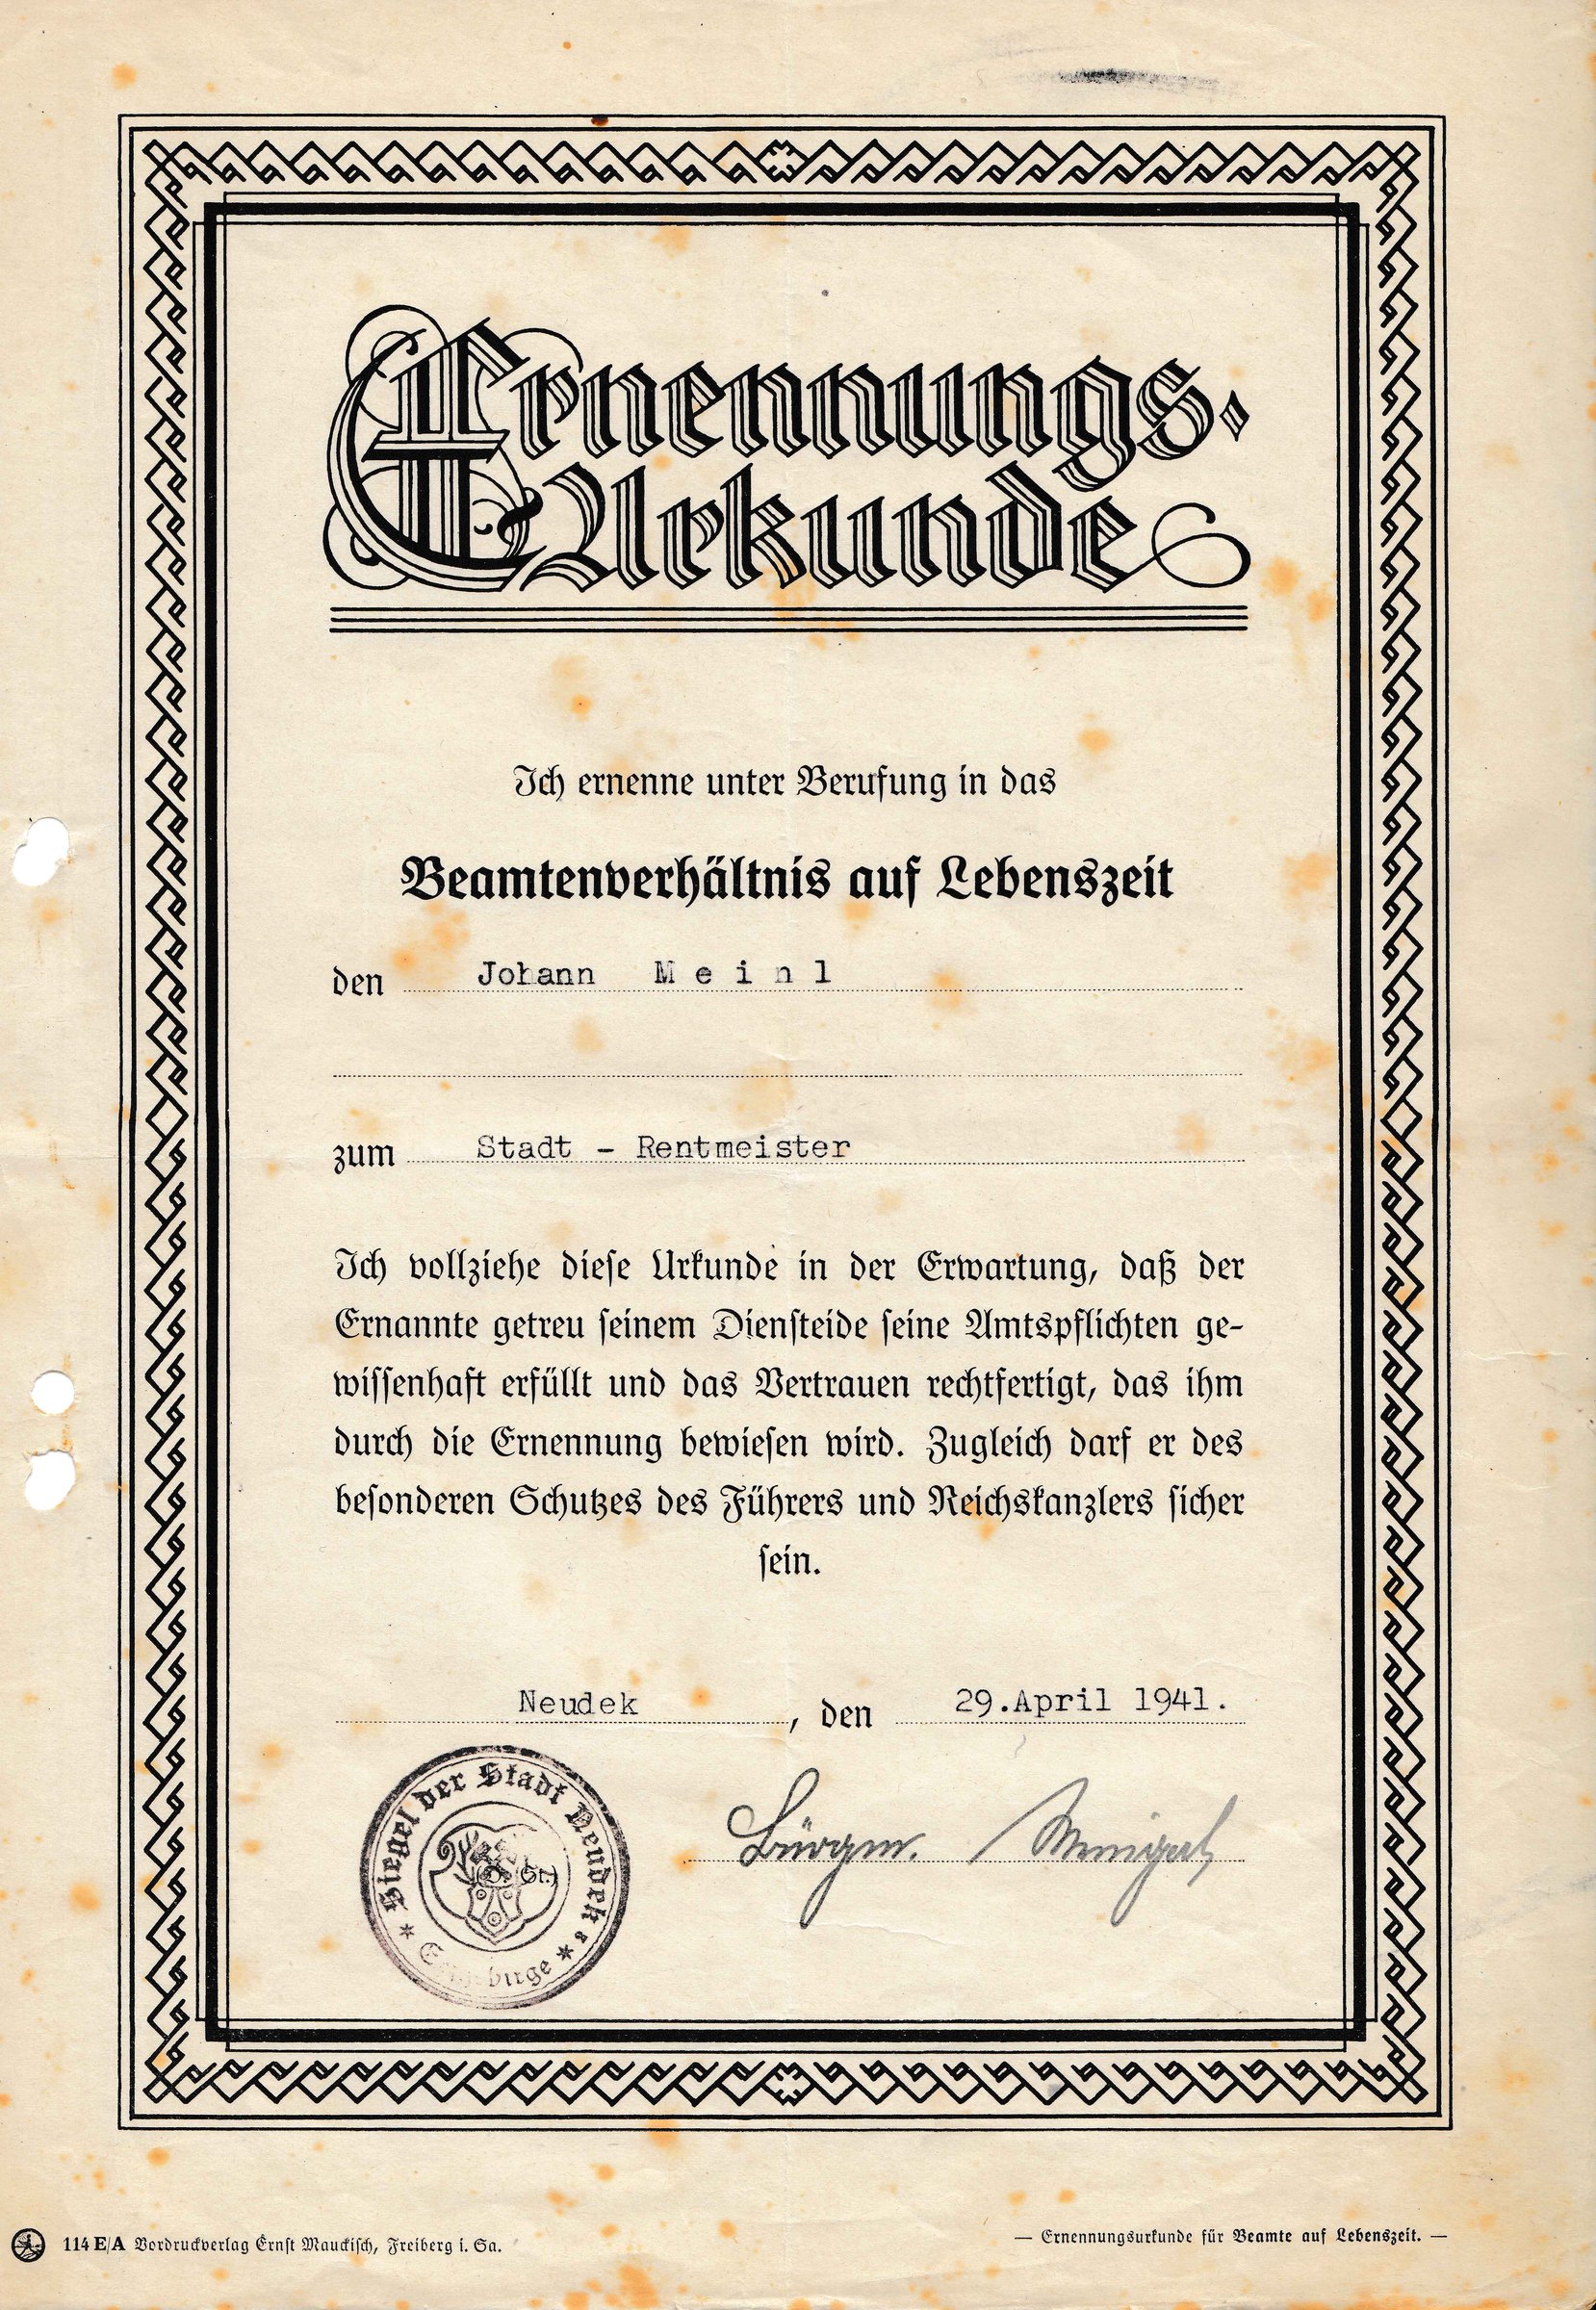 Ernennungs-
Urkunde
Ich ernenne unter Berufung in das
Beamtenverhältnis auf Lebenszeit
den Johann Meinl
zum Stadt - Rentmeister
Ich vollziehe diese Urkunde in der Erwartung, daß der
Ernannte getreu seinem Diensteide seine Amtspflichten ge-
wissenhaft erfüllt und das Vertrauen rechtfertigt, das ihm
durch die Ernennung bewiesen wird. Zugleich darf er des
besonderen Schutzes des Führers und Reichskanzlers sicher
sein.
Neudek, den 29.April 1941.
Siegel der Stadt Neudek
Erzgebirge
Bürgm.
114 E/A Vordruckverlag Ernst Mauckisch, Freiberg i. Sa.
— Ernennungsurkunde für Beamte auf Lebenszeit. —